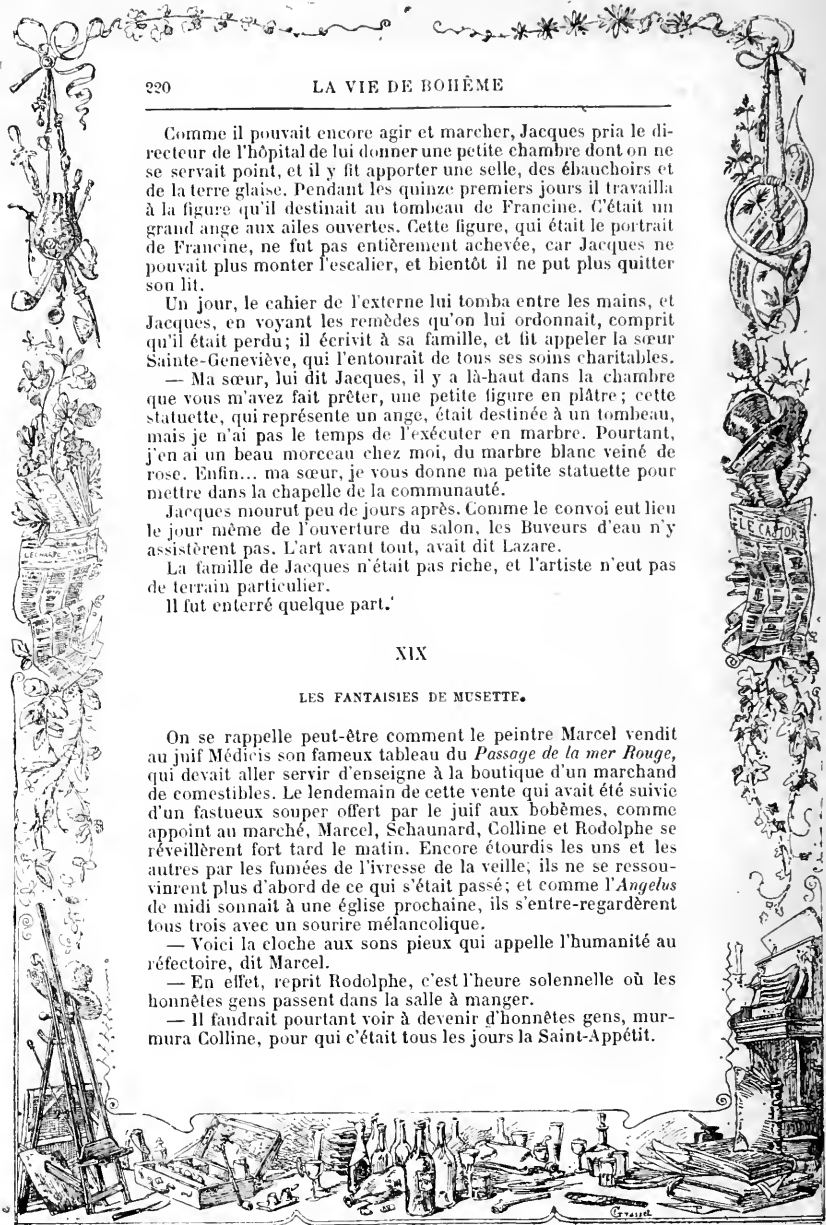 220 LA VIE DE BOHÊME
Comme il pouvait encore agir et marcher, Jacques pria le di-
recteur de l'hôpital de lui donner une petite chambre dont on ne
se servait point, et il y fit apporter une selle, des ébauchoirs et
de la terre glaise. Pendant les quinze premiers jours il travailla
à la figure qu'il destinait au tombeau de Francine. C'était un
grand ange aux ailes ouvertes. Cette figure, qui était le portrait
de Francine, ne fut pas entièrement achevée, car Jacques ne
pouvait plus monter l'escalier, et bientôt il ne put plus quitter
son lit.
Un jour, le cahier de l'externe lui tomba entre les mains, et
Jacques, en voyant les remèdes qu'on lui ordonnait, comprit
qu'il était perdu; il écrivit à sa famille, et fit appeler la sœur
Sainte-Geneviève, qui l'entourait de tous ses soins charitables.
— Ma sœur, lui dit Jacques, il y a là-haut dans la chambre
que vous m'avez fait prêter, une petite figure en plâtre; cette
statuette, qui représente un ange, était destinée à un tombeau,
mais je n'ai pas le temps de l'exécuter en marbre. Pourtant,
j'en ai un beau morceau chez moi, du marbre blanc veiné de
rose. Enfin... ma sœur, je vous donne ma petite statuette pour
mettre dans la chapelle de la communauté.
Jacques mourut peu de jours après. Comme le convoi eut lieu
le jour même de l'ouverture du salon, les Buveurs d'eau n'y
assistèrent pas. L'art avant tout, avait dit Lazare.
La famille de Jacques n'était pas riche, et l'artiste n'eut pas
de terrain particulier.
Il fut enterré quelque part.
XIX
LES FANTAISIES DE MUSETTE.
On se rappelle peut-être comment le peintre Marcel vendit
au juif Médicis son fameux tableau du Passage de la mer Rouge,
qui devait aller servir d'enseigne à la boutique d'un marchand
de comestibles. Le lendemain de cette vente qui avait été suivie
d'un fastueux souper offert par le juif aux bohèmes, comme
appoint au marché, Marcel, Schaunard, Colline et Rodolphe se
réveillèrent fort tard le matin. Encore étourdis les uns et les
autres par les fumées de l'ivresse de la veille, ils ne se ressou-
vinrent plus d'abord de ce qui s'était passé; et comme l'Angelus
de midi sonnait à une église prochaine, ils s'entre-regardèrent
tous trois avec un sourire mélancolique.
— Voici la cloche aux sons pieux qui appelle l'humanité au
réfectoire, dit Marcel.
— En effet, reprit Rodolphe, c'est l'heure solennelle où les
honnêtes gens passent dans la salle à manger.
— Il faudrait pourtant voir à devenir d'honnêtes gens, mur-
mura Colline, pour qui c'était tous les jours la Saint-Appétit.
LE CASTOR
Grasset